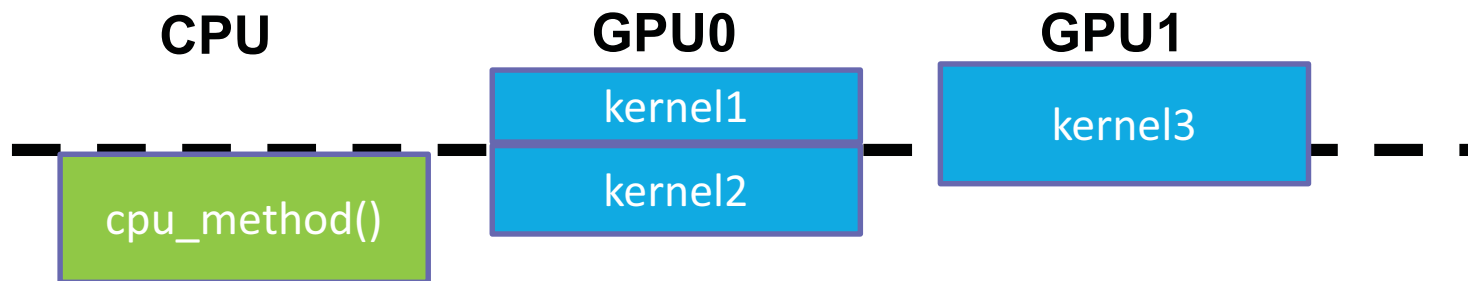 CPU
GPU0
GPU1
kernel1
kernel3
kernel2
cpu_method()